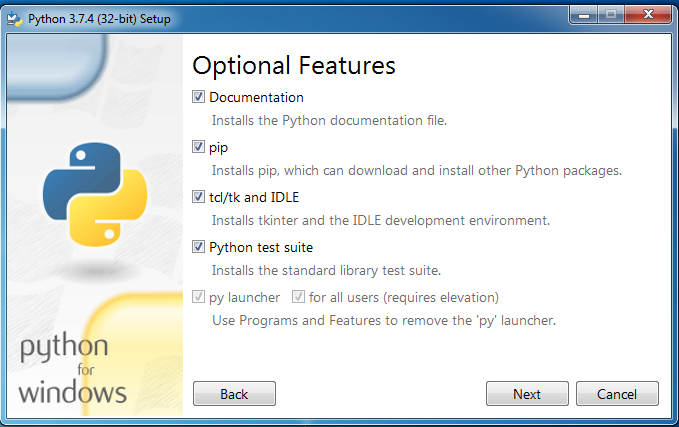 Python 3.7.4 (32-bit) Setup
Optional Features
Documentation
Installs the Python documentation file.
pip
Installs pip, which can download and install other Python packages.
tcl/tk and IDLE
Installs tkinter and the IDLE development environment.
Python test suite
Installs the standard library test suite.
py launcher for all users (requires elevation)
Use Programs and Features to remove the 'py' launcher.
python
for
windows
Back Next Cancel